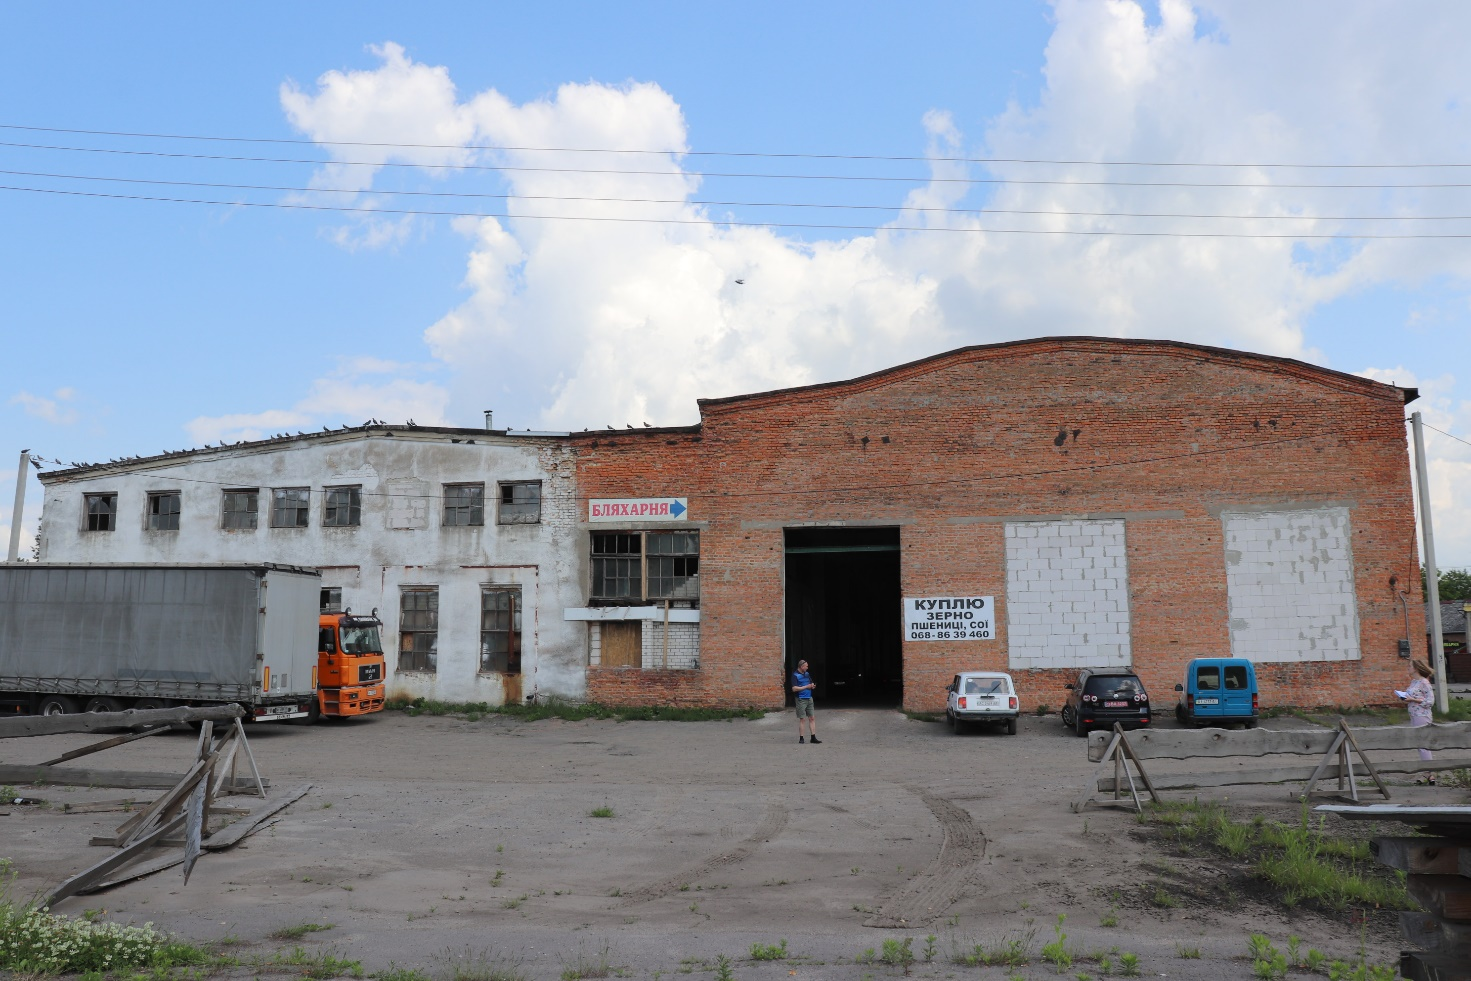 БЛЯХАРНЯ
КУПЛЮ
ЗЕРНО
ПШЕНИЦІ, СОЇ
068-86 39 460